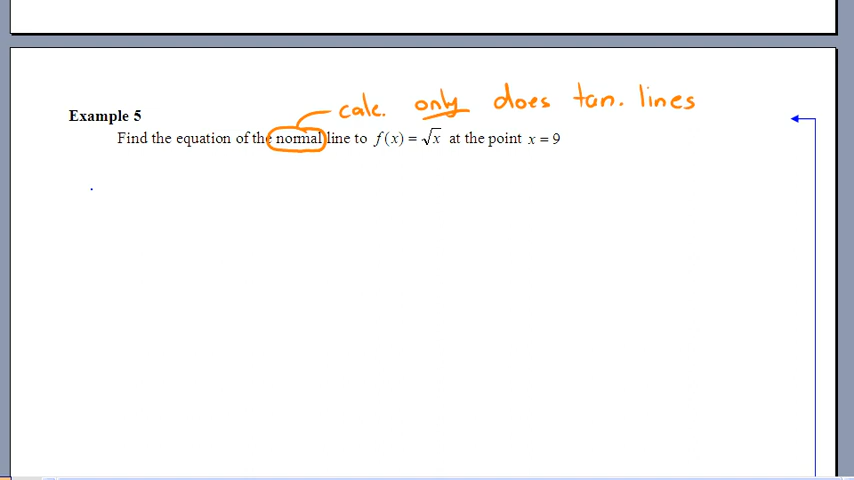 calc. only does tan. lines
Example 5
Find the equation of the normal line to f(x) = √x at the point x = 9